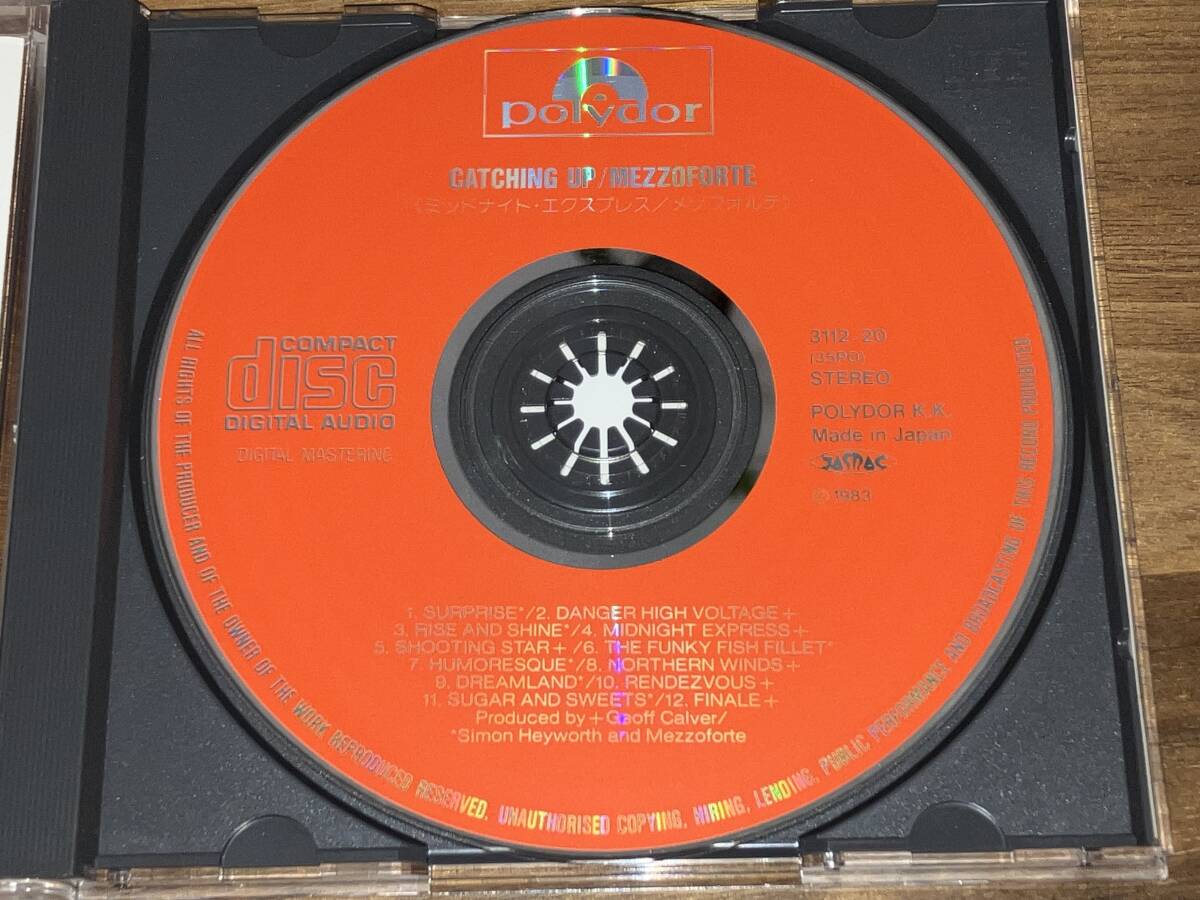 polydor
CATCHING UP/MEZZOFORTE
〈ミッドナイト・エクスプレス/メゾフォルテ〉
COMPACT
disc
DIGITAL AUDIO
DIGITAL MASTERING
3112-20
(35PD)
STEREO
POLYDOR K.K.
Made in Japan
JASRAC
Ⓒ1983
1. SURPRISE*/2. DANGER HIGH VOLTAGE+
3. RISE AND SHINE*/4. MIDNIGHT EXPRESS+
5. SHOOTING STAR+/6. THE FUNKY FISH FILLET*
7. HUMORESQUE*/8. NORTHERN WINDS+
9. DREAMLAND*/10. RENDEZVOUS+
11. SUGAR AND SWEETS*/12. FINALE+
Produced by +Geoff Calver/
*Simon Heyworth and Mezzoforte
ALL RIGHTS OF THE PRODUCER AND OF THE OWNER OF THE WORK REPRODUCED RESERVED. UNAUTHORISED COPYING, HIRING, LENDING, PUBLIC PERFORMANCE AND BROADCASTING OF THIS RECORD PROHIBITED